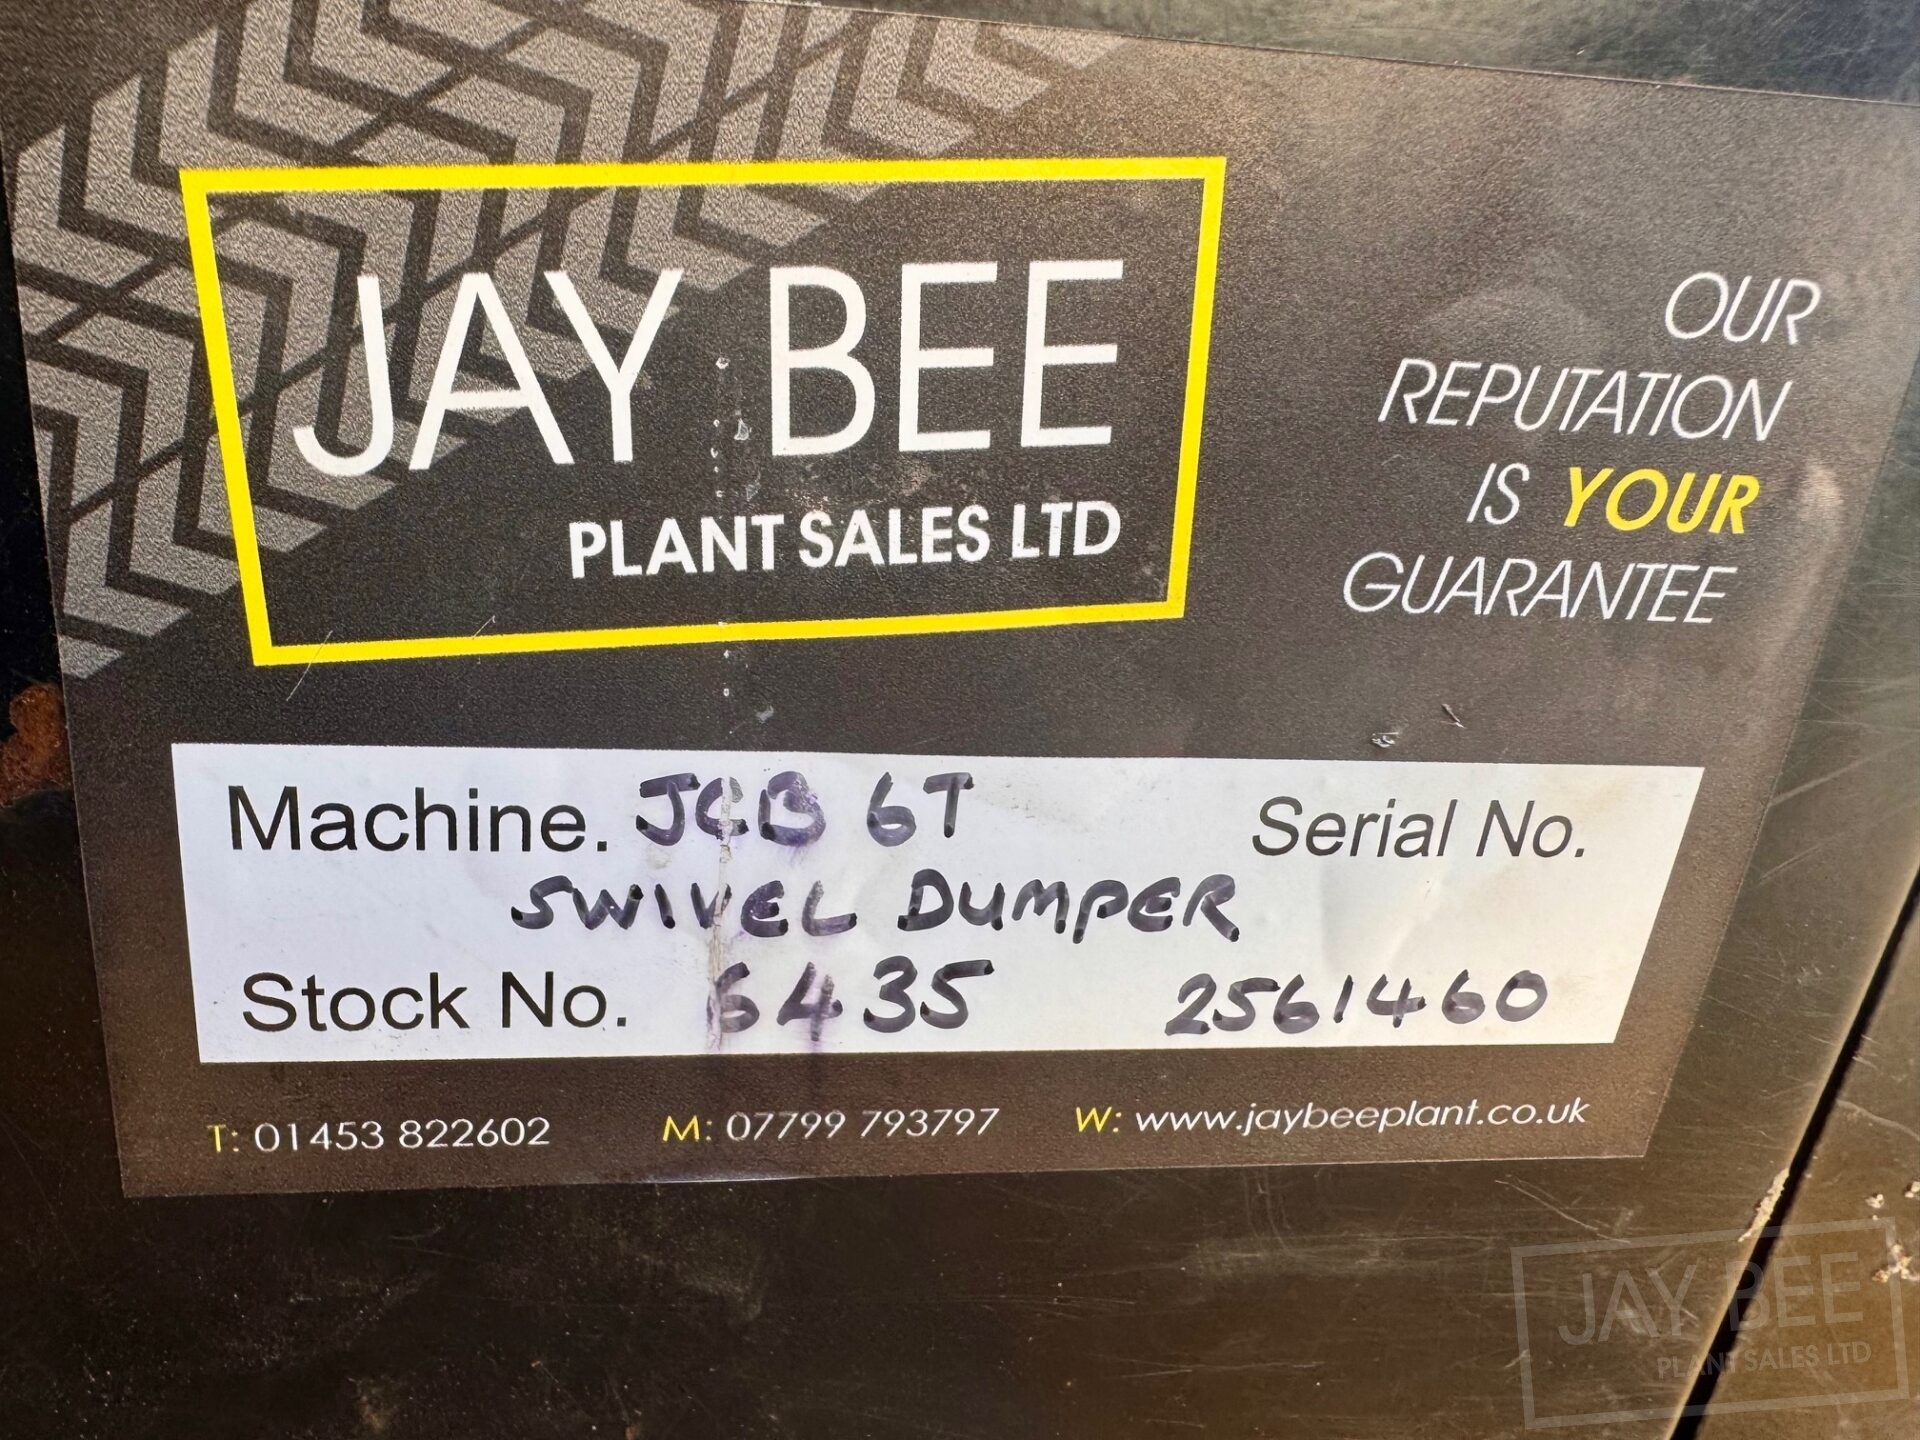 JAY BEE
PLANT SALES LTD
OUR
REPUTATION
IS YOUR
GUARANTEE
Machine. JCB 6T Serial No.
SWIVEL DUMPER
Stock No. 6435 2561460
T: 01453 822602 M: 07799 793797 W: www.jaybeeplant.co.uk
JAY BEE
PLANT SALES LTD